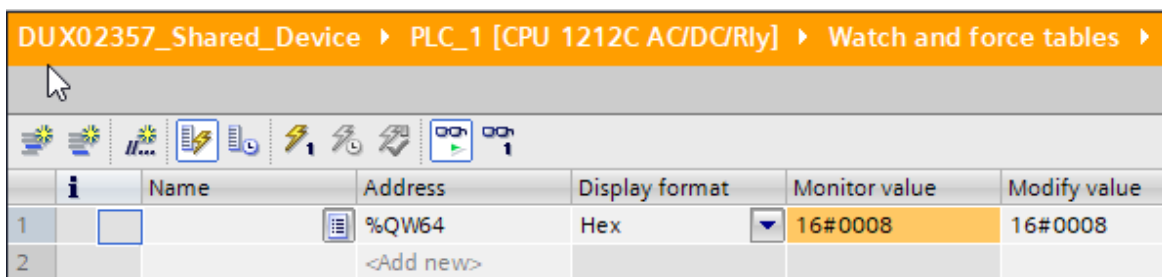 DUX02357_Shared_Device ▸ PLC_1 [CPU 1212C AC/DC/Rly] ▸ Watch and force tables ▸
i Name Address Display format Monitor value Modify value
1 %QW64 Hex 16#0008 16#0008
2 <Add new>